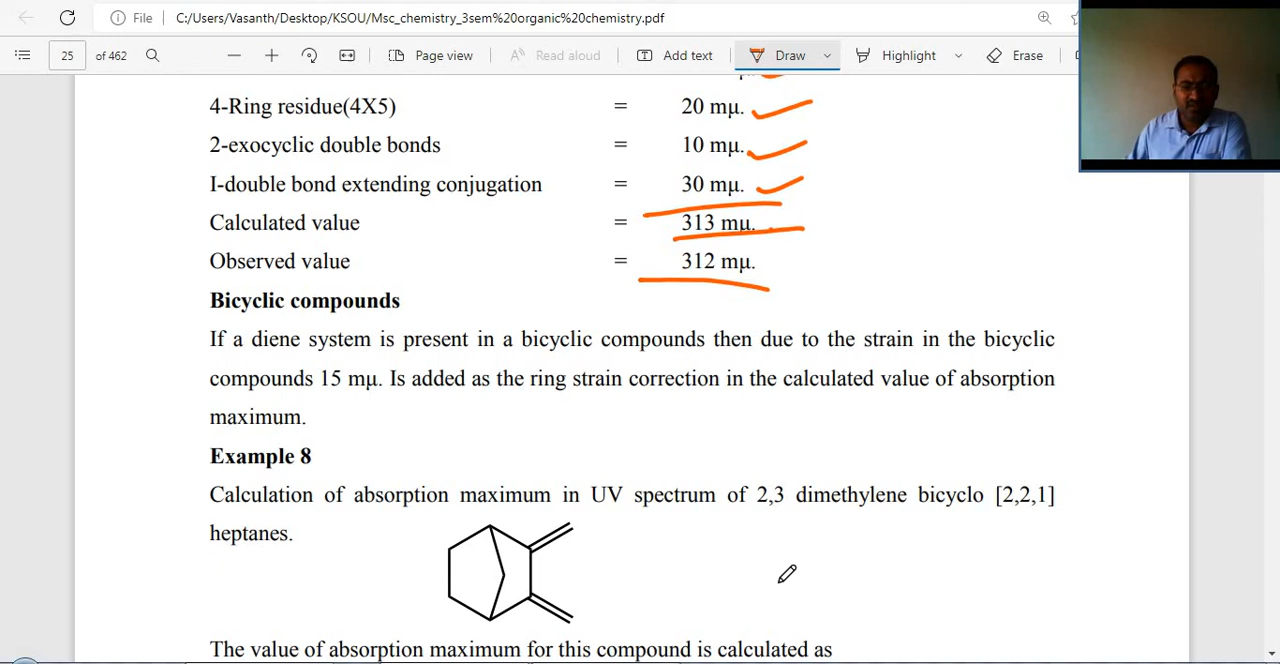 File C:/Users/Vasanth/Desktop/KSOU/Msc_chemistry_3sem%20organic%20chemistry.pdf
25 of 462 Page view Read aloud Add text Draw Highlight Erase
4-Ring residue(4X5) = 20 mμ.
2-exocyclic double bonds = 10 mμ.
I-double bond extending conjugation = 30 mμ.
Calculated value = 313 mμ.
Observed value = 312 mμ.
Bicyclic compounds
If a diene system is present in a bicyclic compounds then due to the strain in the bicyclic
compounds 15 mμ. Is added as the ring strain correction in the calculated value of absorption
maximum.
Example 8
Calculation of absorption maximum in UV spectrum of 2,3 dimethylene bicyclo [2,2,1]
heptanes.
The value of absorption maximum for this compound is calculated as